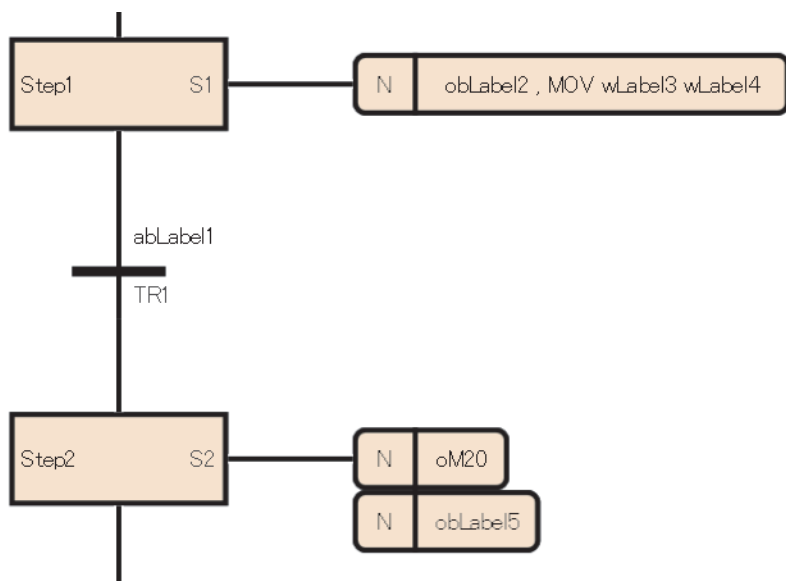 Step1 S1 N obLabel2 , MOV wLabel3 wLabel4
abLabel1
TR1
Step2 S2 N oM20
N obLabel5